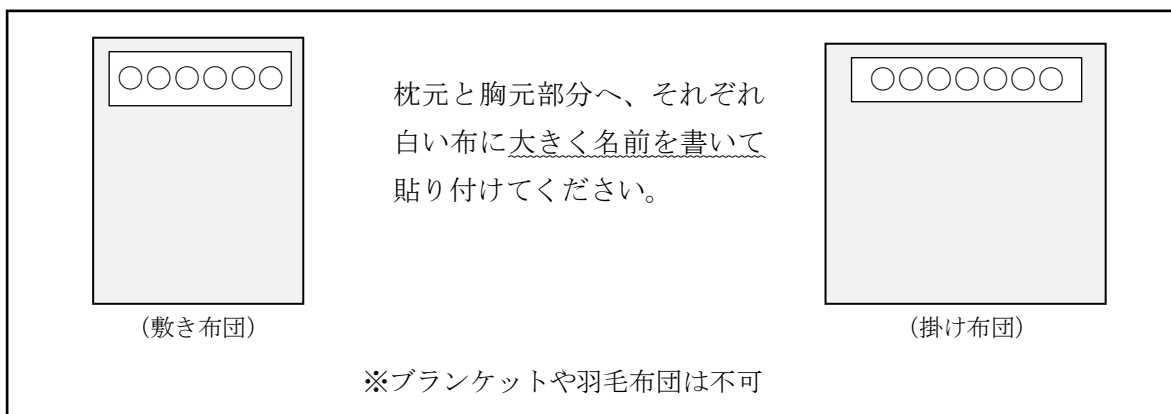 ○○○○○○
○○○○○○○
枕元と胸元部分へ、それぞれ
白い布に大きく名前を書いて
貼り付けてください。
（敷き布団）
（掛け布団）
※ブランケットや羽毛布団は不可